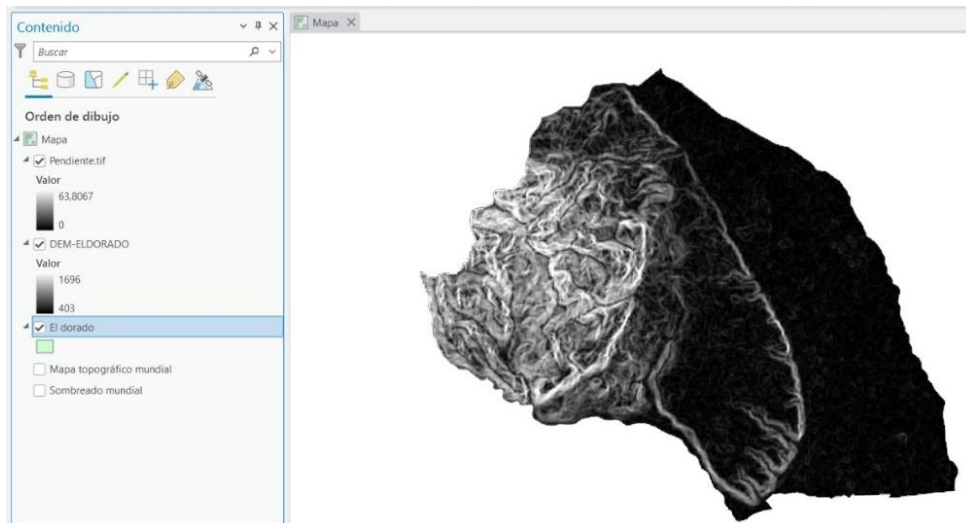 Contenido
Buscar
Orden de dibujo
Mapa
Pendiente.tif
Valor
63,8067
0
DEM-ELDORADO
Valor
1696
403
El dorado
Mapa topográfico mundial
Sombreado mundial
Mapa